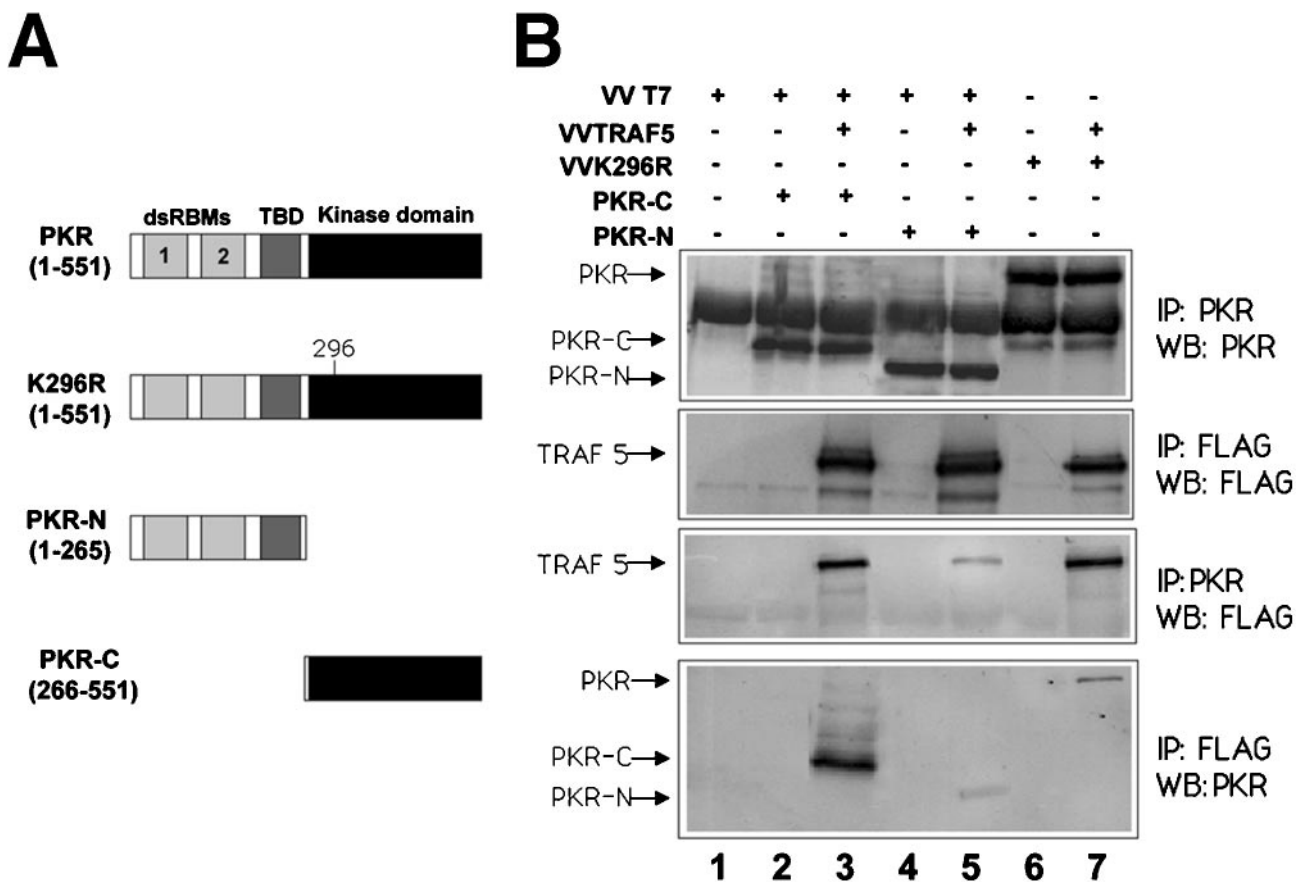 A
dsRBMs TBD Kinase domain
PKR
(1-551)
1 2
296
K296R
(1-551)
PKR-N
(1-265)
PKR-C
(266-551)
B
VV T7 + + + + + - -
VVTRAF5 - - + - + - +
VVK296R - - - - - + +
PKR-C - + + - - - -
PKR-N - - - + + - -
PKR
PKR-C
PKR-N
IP: PKR
WB: PKR
TRAF 5
IP: FLAG
WB: FLAG
TRAF 5
IP:PKR
WB: FLAG
PKR
PKR-C
PKR-N
IP: FLAG
WB:PKR
1 2 3 4 5 6 7